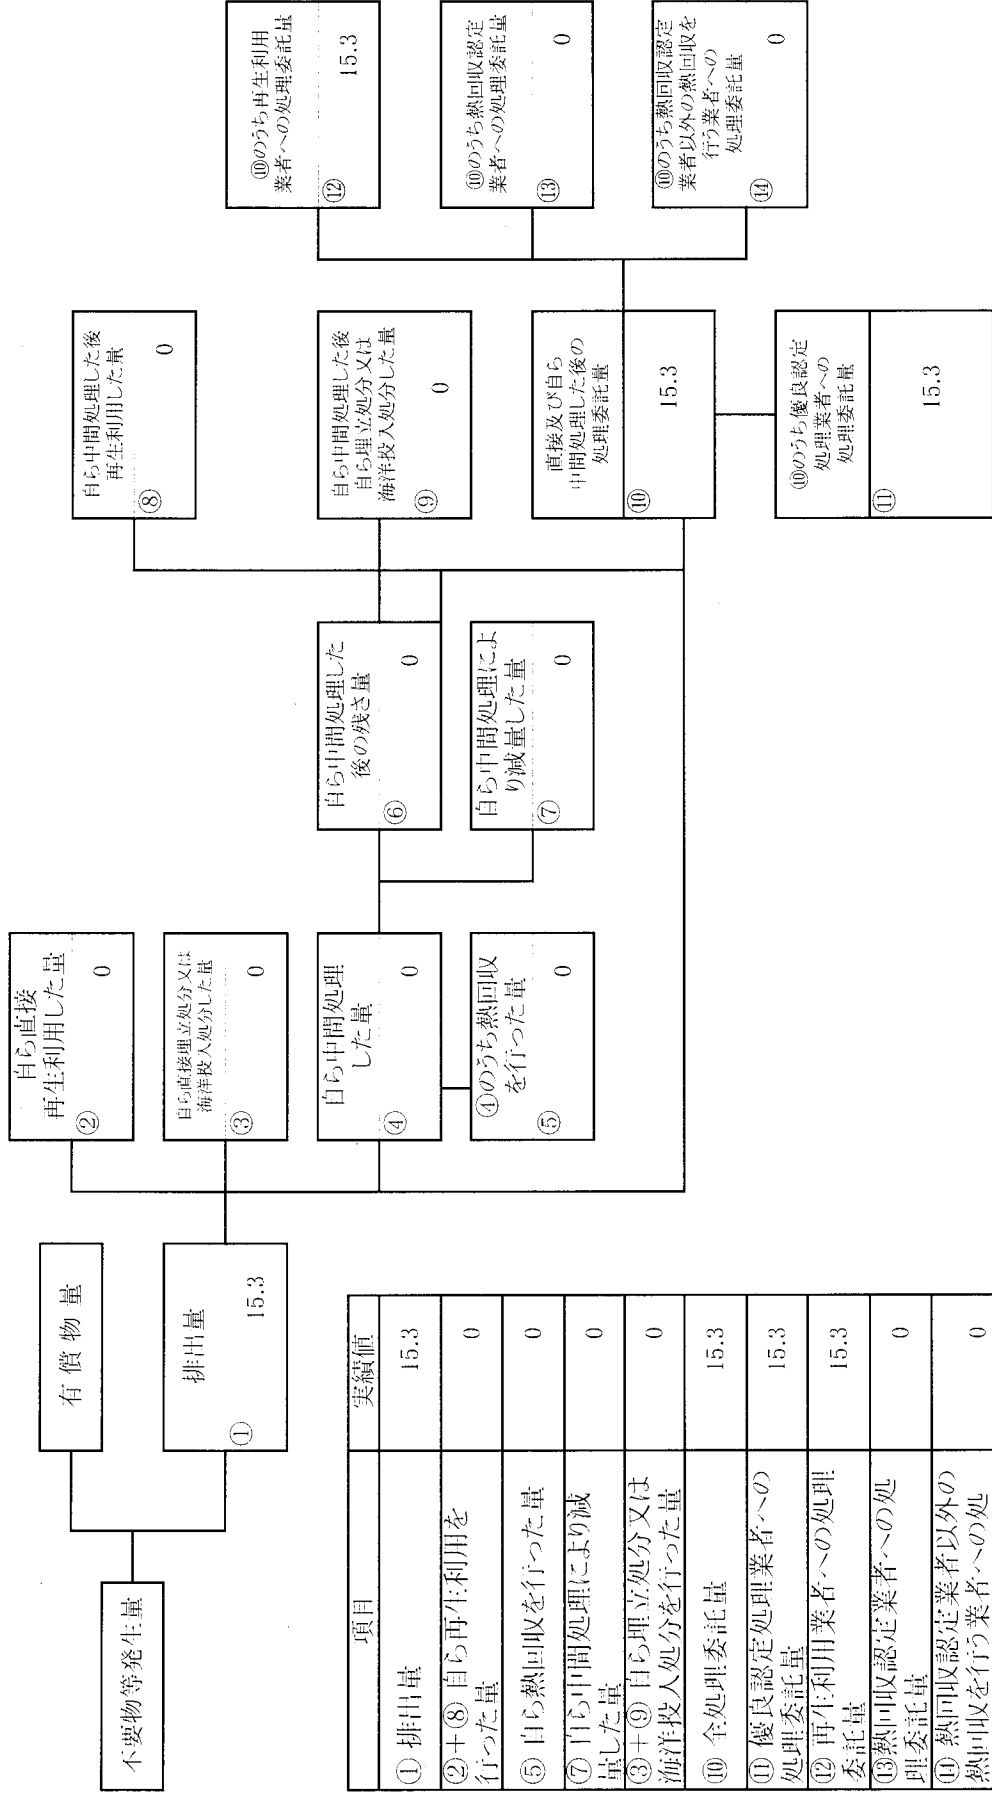 不要物等発生量
有償物量
排出量
①
15.3
自ら直接
再生利用した量
②
0
自ら直接埋立処分又は
海洋投入処分した量
③
0
自ら中間処理
した量
④
0
④のうち熱回収
を行った量
⑤
0
自ら中間処理した
後の残さ量
⑥
0
自ら中間処理によ
り減量した量
⑦
0
自ら中間処理した後
再生利用した量
⑧
0
自ら中間処理した後
自ら埋立処分又は
海洋投入処分した量
⑨
0
直接及び自ら
中間処理した後の
処理委託量
⑩
15.3
⑩のうち優良認定
処理業者への
処理委託量
⑪
15.3
⑩のうち再生利用
業者への処理委託量
⑫
15.3
⑩のうち熱回収認定
業者への処理委託量
⑬
0
⑩のうち熱回収認定
業者以外の熱回収を
行う業者への
処理委託量
⑭
0
項目 実績値
① 排出量 15.3
②+⑧ 自ら再生利用を
行った量 0
⑤ 自ら熱回収を行った量 0
⑦ 自ら中間処理により減
量した量 0
③+⑨ 自ら埋立処分又は
海洋投入処分を行った量 0
⑩ 全処理委託量 15.3
⑪ 優良認定処理業者への
処理委託量 15.3
⑫ 再生利用業者への処理
委託量 15.3
⑬熱回収認定業者への処
理委託量 0
⑭ 熱回収認定業者以外の
熱回収を行う業者への処 0